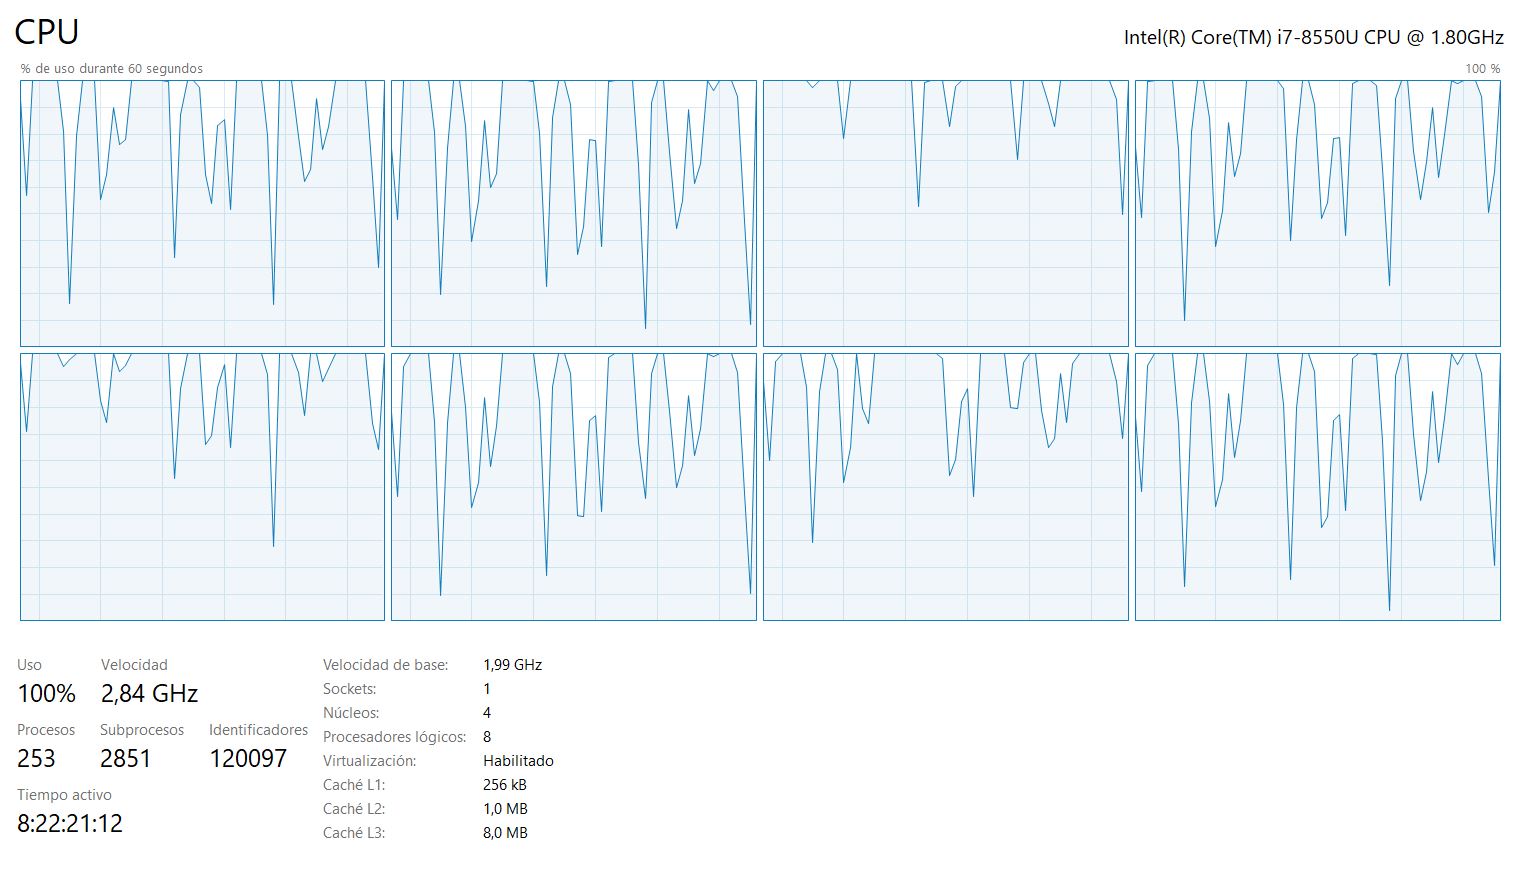 CPU
Intel(R) Core(TM) i7-8550U CPU @ 1.80GHz
% de uso durante 60 segundos
100 %
Uso
Velocidad
100%
2,84 GHz
Procesos
Subprocesos
Identificadores
253
2851
120097
Tiempo activo
8:22:21:12
Velocidad de base: 1,99 GHz
Sockets: 1
Núcleos: 4
Procesadores lógicos: 8
Virtualización: Habilitado
Caché L1: 256 kB
Caché L2: 1,0 MB
Caché L3: 8,0 MB